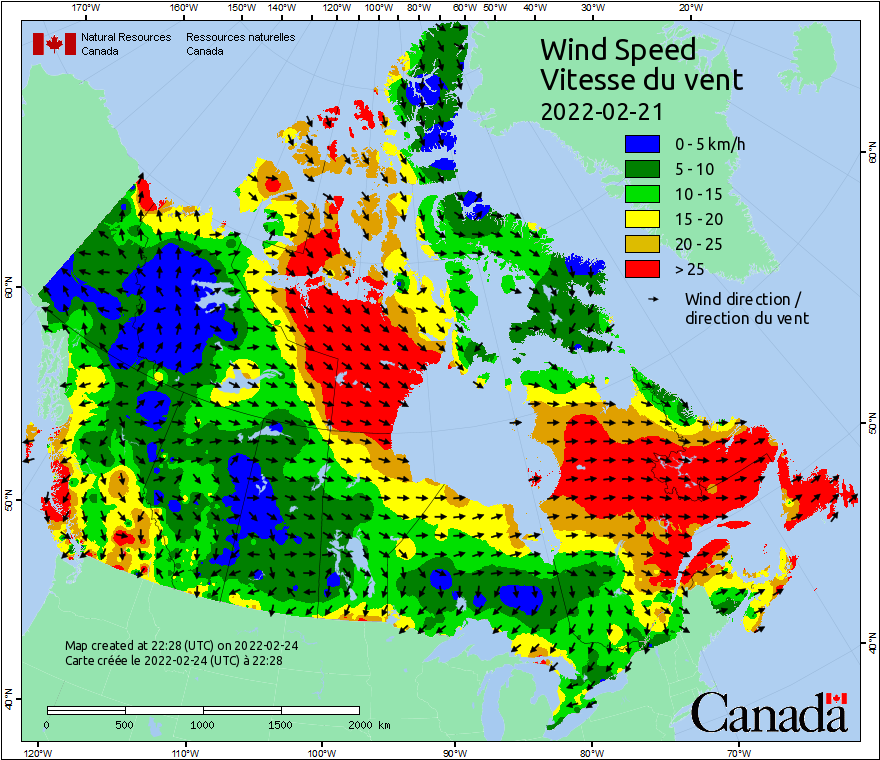 170°W 160°W 150°W 140°W 130°W 120°W 110°W 100°W 90°W 80°W 70°W 60°W 50°W 40°W 30°W 20°W
Natural Resources Canada
Ressources naturelles Canada
Wind Speed
Vitesse du vent
2022-02-21
0 - 5 km/h
5 - 10
10 - 15
15 - 20
20 - 25
> 25
Wind direction /
direction du vent
60°N
60°N
50°N
50°N
40°N
40°N
Map created at 22:28 (UTC) on 2022-02-24
Carte créée le 2022-02-24 (UTC) à 22:28
0 500 1000 1500 2000 km
Canada
120°W 110°W 100°W 90°W 80°W 70°W